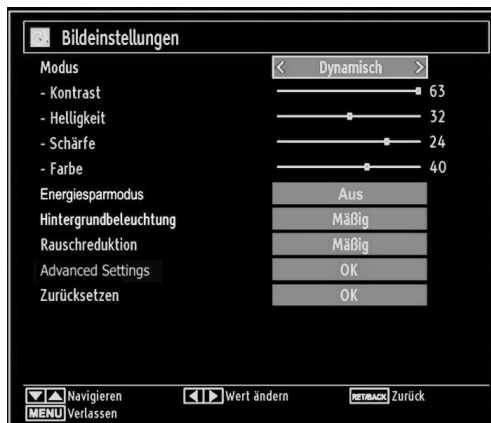 Bildeinstellungen
Modus < Dynamisch >
- Kontrast 63
- Helligkeit 32
- Schärfe 24
- Farbe 40
Energiesparmodus Aus
Hintergrundbeleuchtung Mäßig
Rauschreduktion Mäßig
Advanced Settings OK
Zurücksetzen OK
Navigieren Wert ändern RET/BACK Zurück
MENU Verlassen